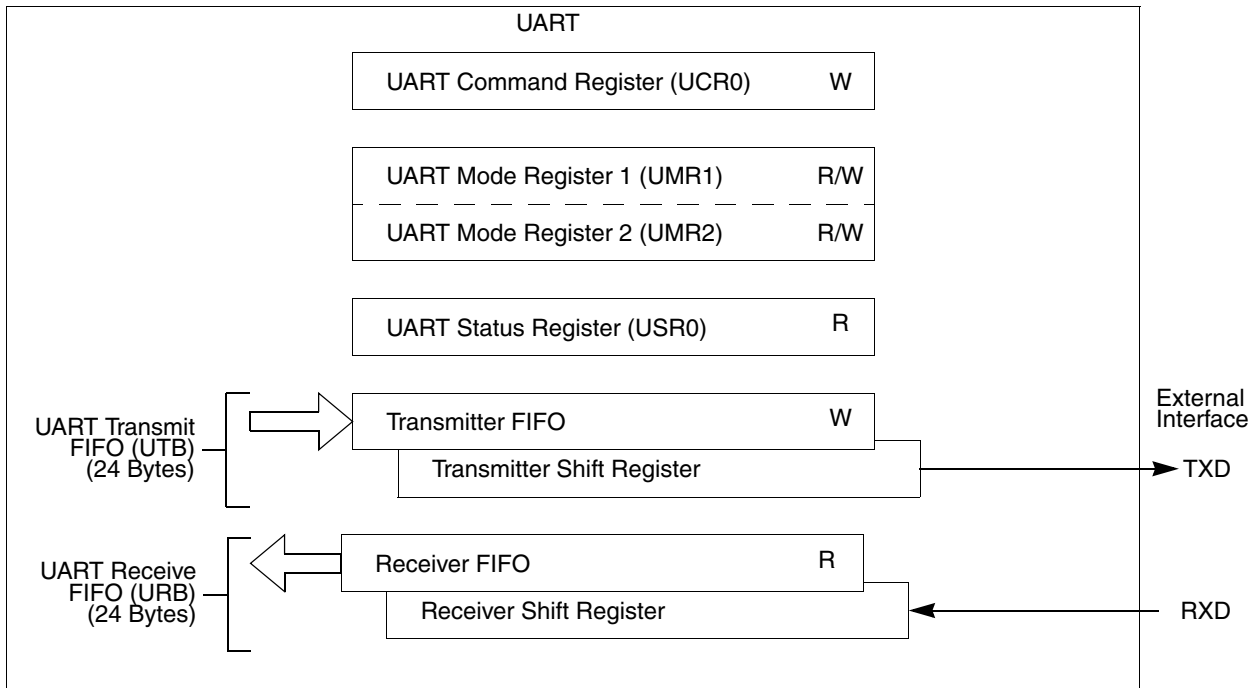 UART
UART Command Register (UCR0) W
UART Mode Register 1 (UMR1) R/W
UART Mode Register 2 (UMR2) R/W
UART Status Register (USR0) R
UART Transmit
FIFO (UTB)
(24 Bytes)
Transmitter FIFO W
Transmitter Shift Register
External
Interface
TXD
UART Receive
FIFO (URB)
(24 Bytes)
Receiver FIFO R
Receiver Shift Register
RXD